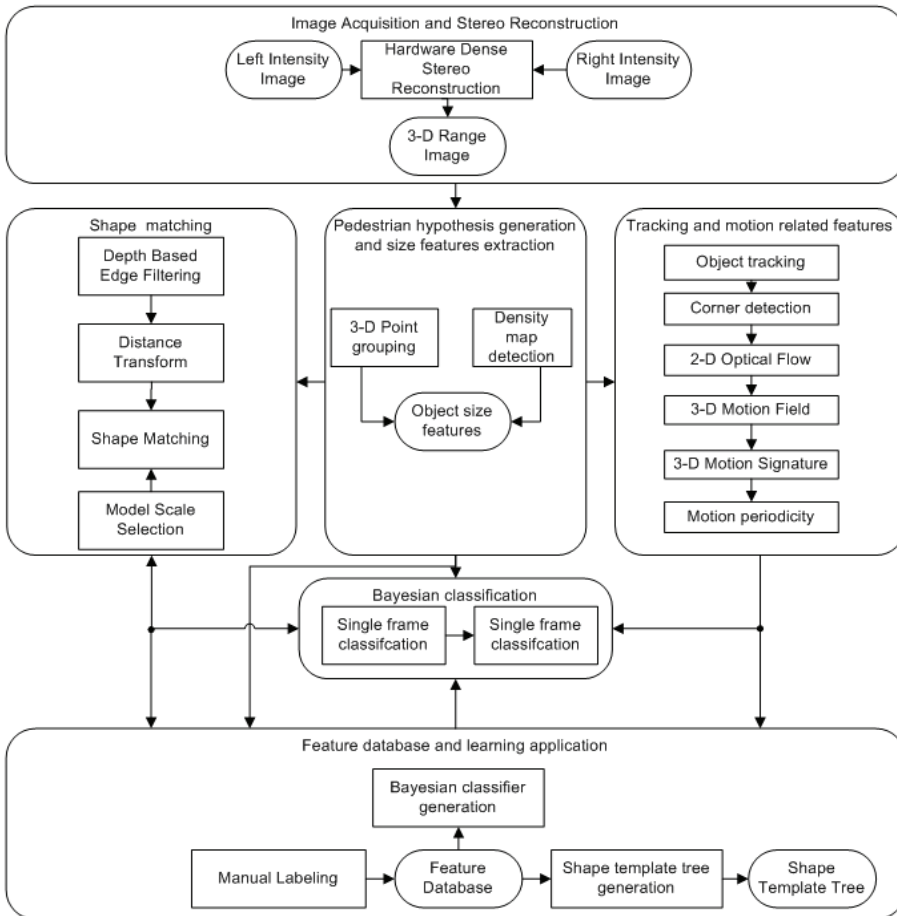 Image Acquisition and Stereo Reconstruction
Left Intensity
Image
Hardware Dense
Stereo
Reconstruction
Right Intensity
Image
3-D Range
Image
Shape matching
Depth Based
Edge Filtering
Distance
Transform
Shape Matching
Model Scale
Selection
Pedestrian hypothesis generation
and size features extraction
3-D Point
grouping
Density
map
detection
Object size
features
Tracking and motion related features
Object tracking
Corner detection
2-D Optical Flow
3-D Motion Field
3-D Motion Signature
Motion periodicity
Bayesian classification
Single frame
classifcation
Single frame
classifcation
Feature database and learning application
Bayesian classifier
generation
Manual Labeling
Feature
Database
Shape template tree
generation
Shape
Template Tree